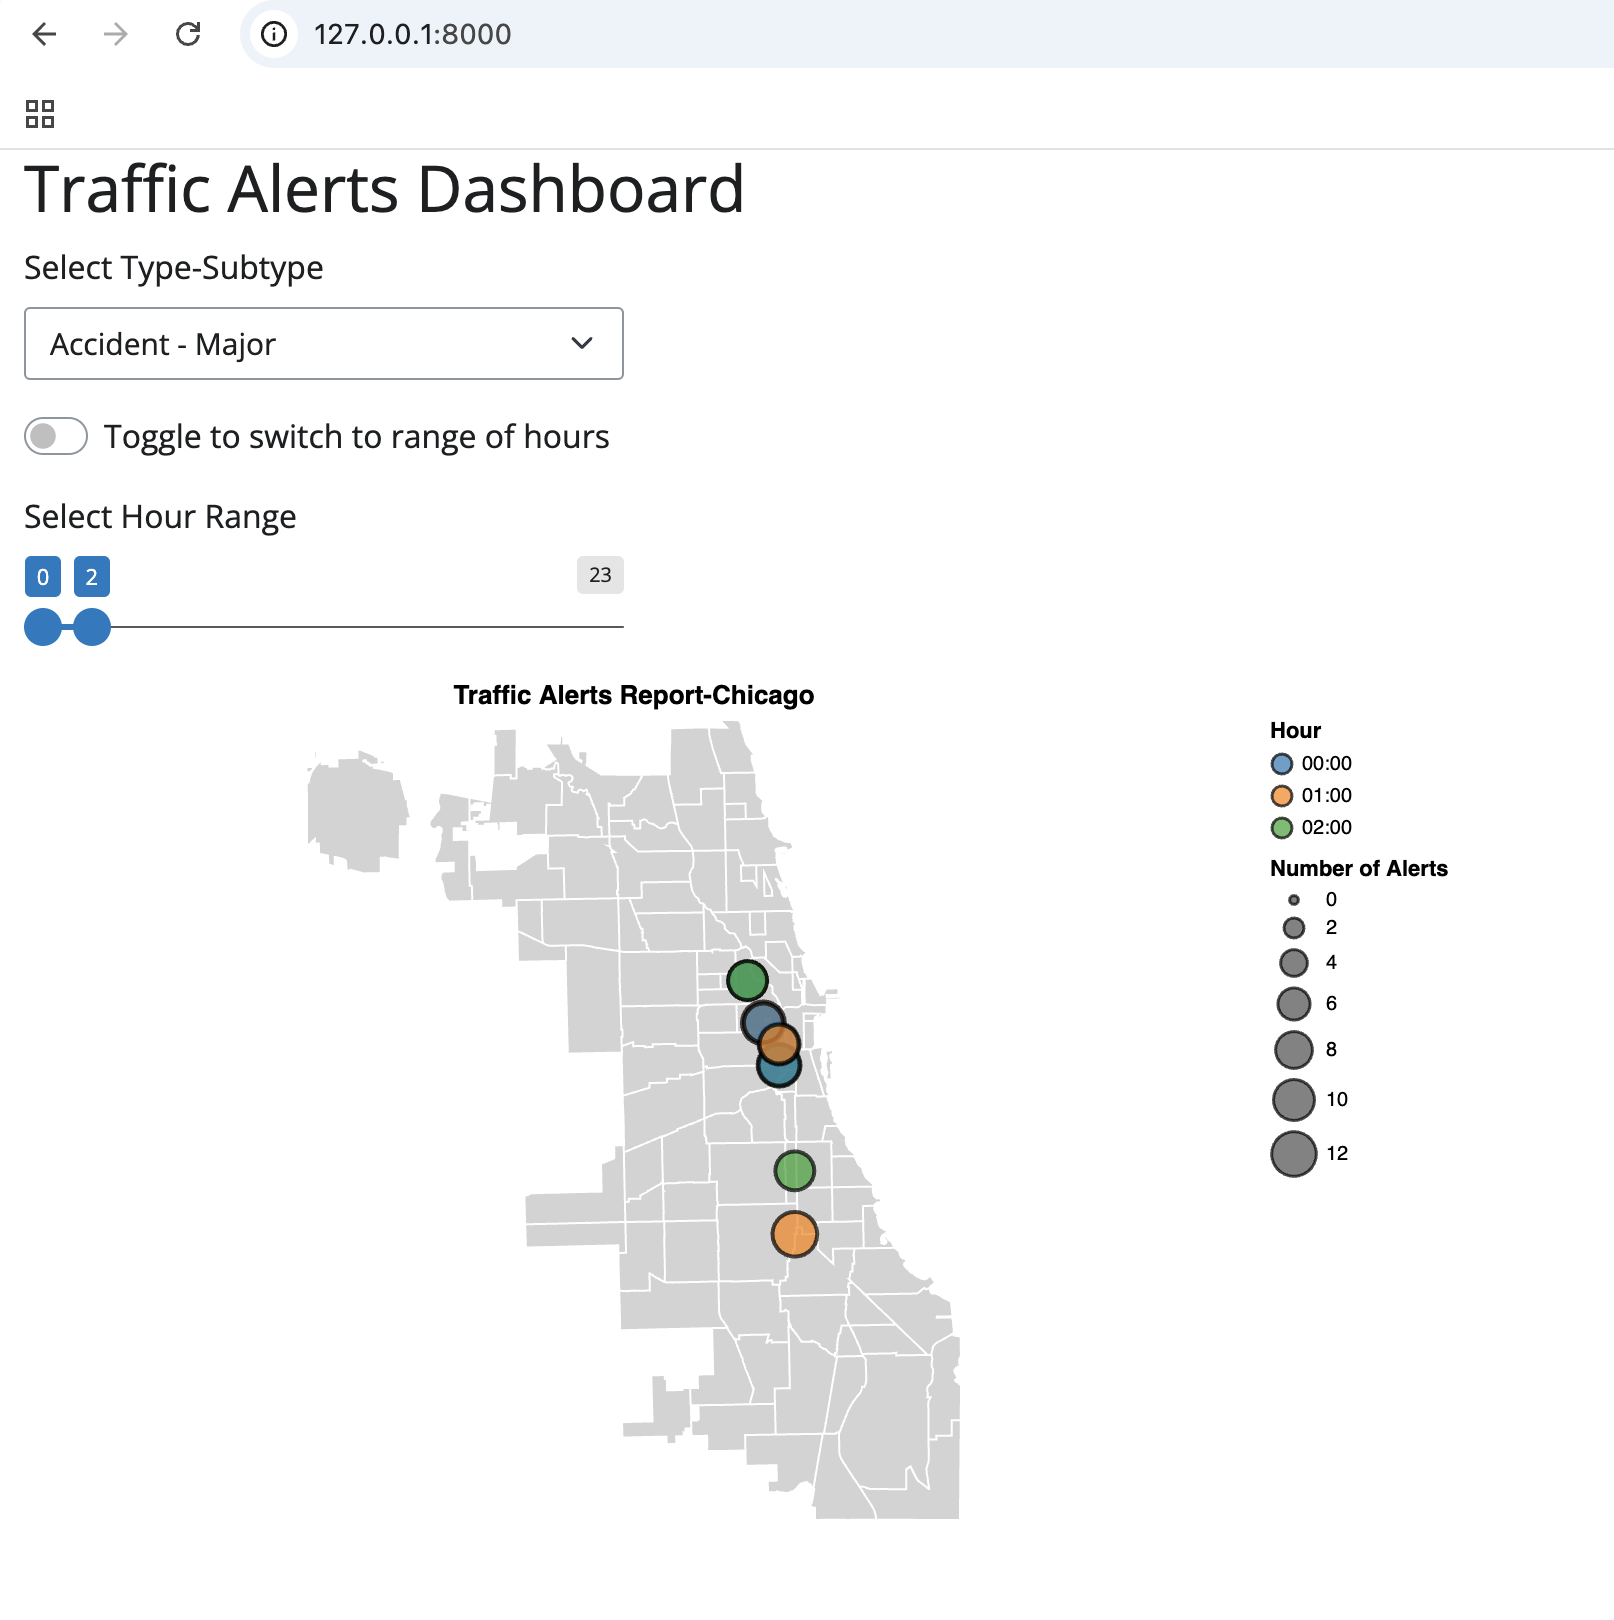 127.0.0.1:8000
Traffic Alerts Dashboard
Select Type-Subtype
Accident - Major
Toggle to switch to range of hours
Select Hour Range
0 2 23
Traffic Alerts Report-Chicago
Hour
00:00
01:00
02:00
Number of Alerts
0
2
4
6
8
10
12